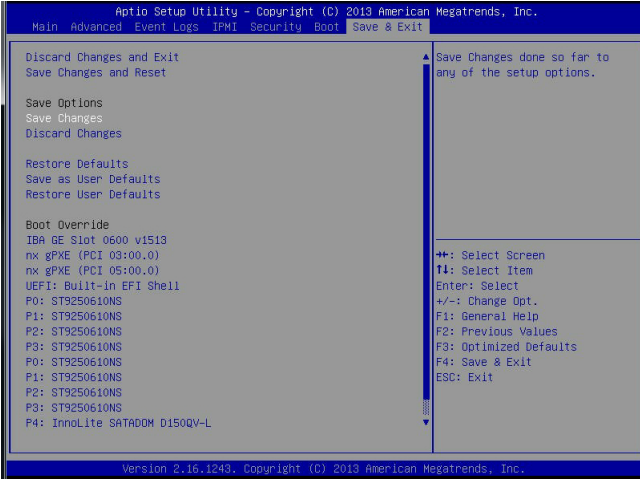 Aptio Setup Utility - Copyright (C) 2013 American Megatrends, Inc.
Main Advanced Event Logs IPMI Security Boot Save & Exit
Discard Changes and Exit
Save Changes and Reset
Save Options
Save Changes
Discard Changes
Restore Defaults
Save as User Defaults
Restore User Defaults
Boot Override
IBA GE Slot 0600 v1513
nx gPXE (PCI 03:00.0)
nx gPXE (PCI 05:00.0)
UEFI: Built-in EFI Shell
P0: ST9250610NS
P1: ST9250610NS
P2: ST9250610NS
P3: ST9250610NS
P0: ST9250610NS
P1: ST9250610NS
P2: ST9250610NS
P3: ST9250610NS
P4: InnoLite SATADOM D150QV-L
Save Changes done so far to
any of the setup options.
→←: Select Screen
↑↓: Select Item
Enter: Select
+/-: Change Opt.
F1: General Help
F2: Previous Values
F3: Optimized Defaults
F4: Save & Exit
ESC: Exit
Version 2.16.1243. Copyright (C) 2013 American Megatrends, Inc.